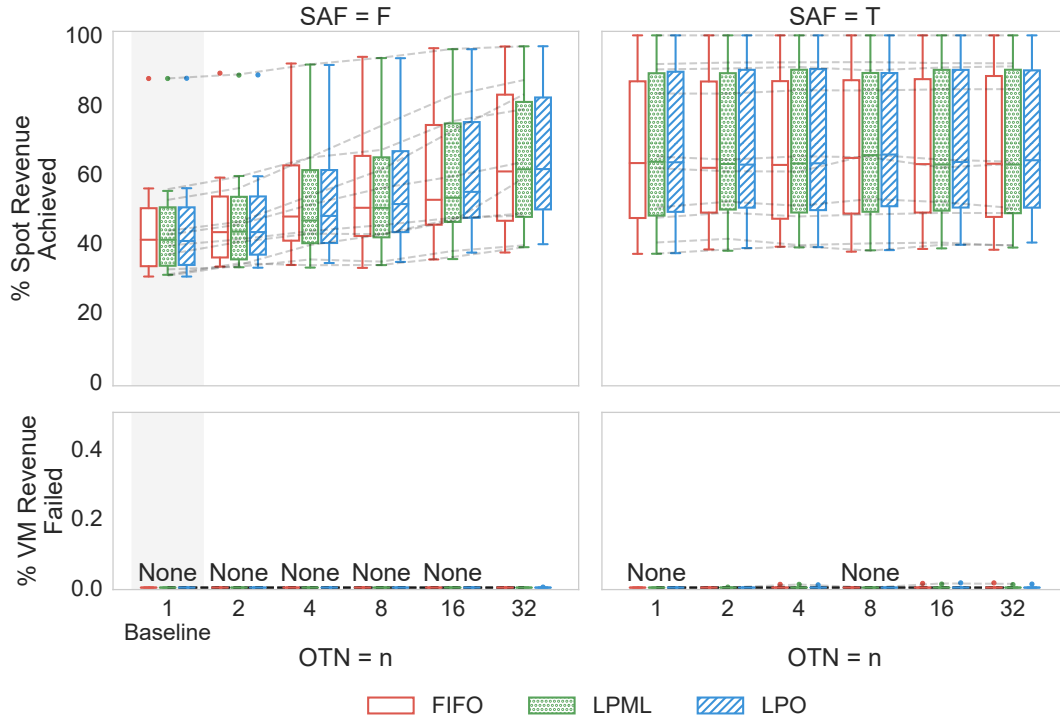 SAF = F
SAF = T
% Spot Revenue
Achieved
100
80
60
40
20
0
% VM Revenue
Failed
0.4
0.2
0.0
None
None
None
None
None
None
None
1
2
4
8
16
32
Baseline
1
2
4
8
16
32
OTN = n
OTN = n
FIFO
LPML
LPO